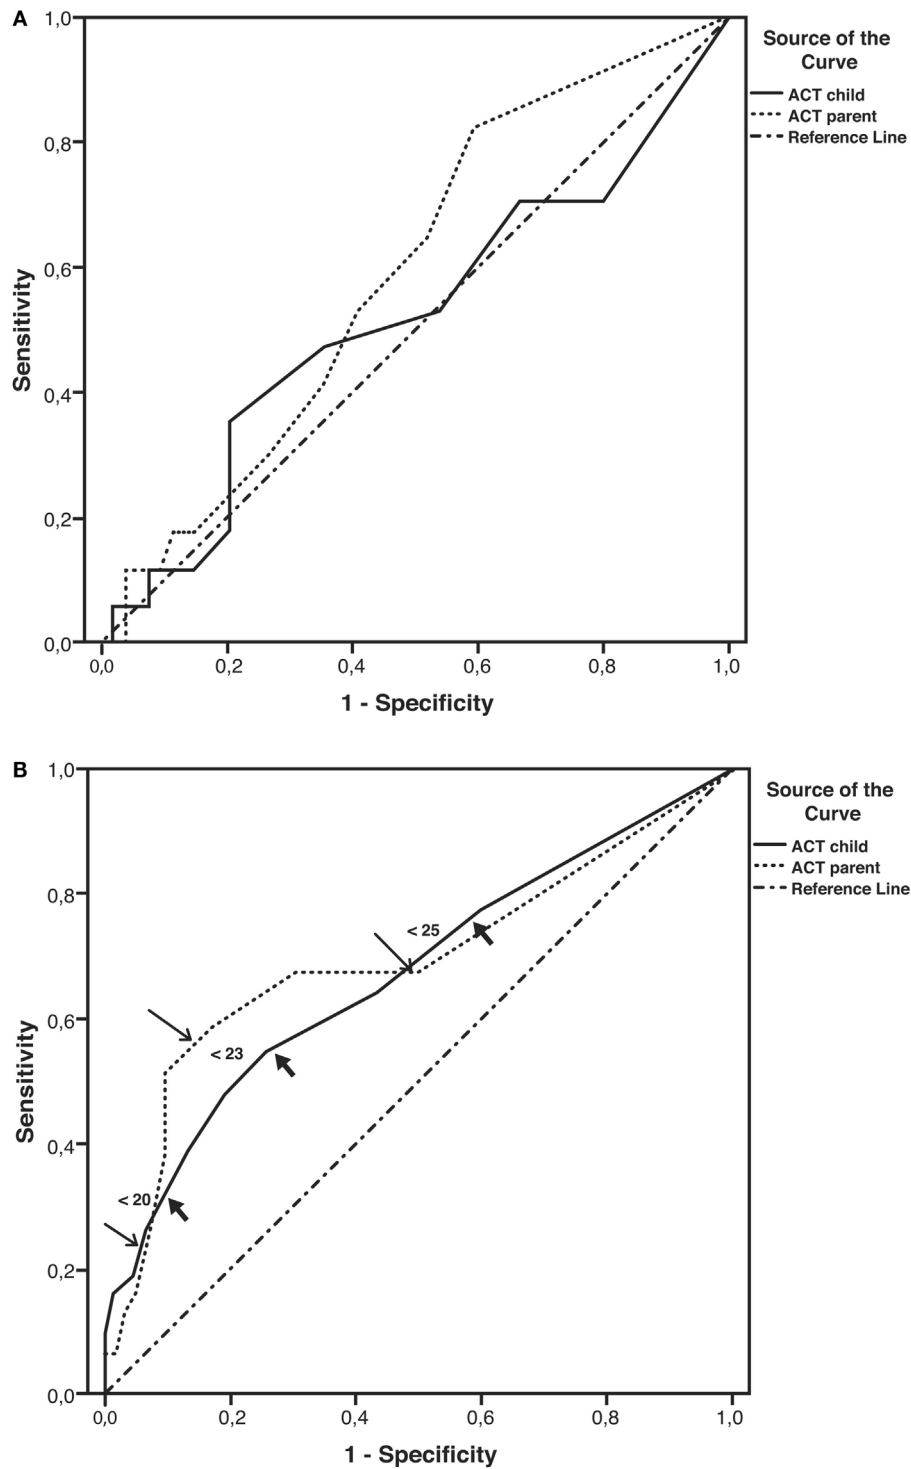 A
1,0
0,8
0,6
0,4
0,2
0,0
Sensitivity
0,0 0,2 0,4 0,6 0,8 1,0
1 - Specificity
Source of the
Curve
ACT child
ACT parent
Reference Line
B
1,0
0,8
0,6
0,4
0,2
0,0
Sensitivity
< 25
< 23
< 20
0,0 0,2 0,4 0,6 0,8 1,0
1 - Specificity
Source of the
Curve
ACT child
ACT parent
Reference Line